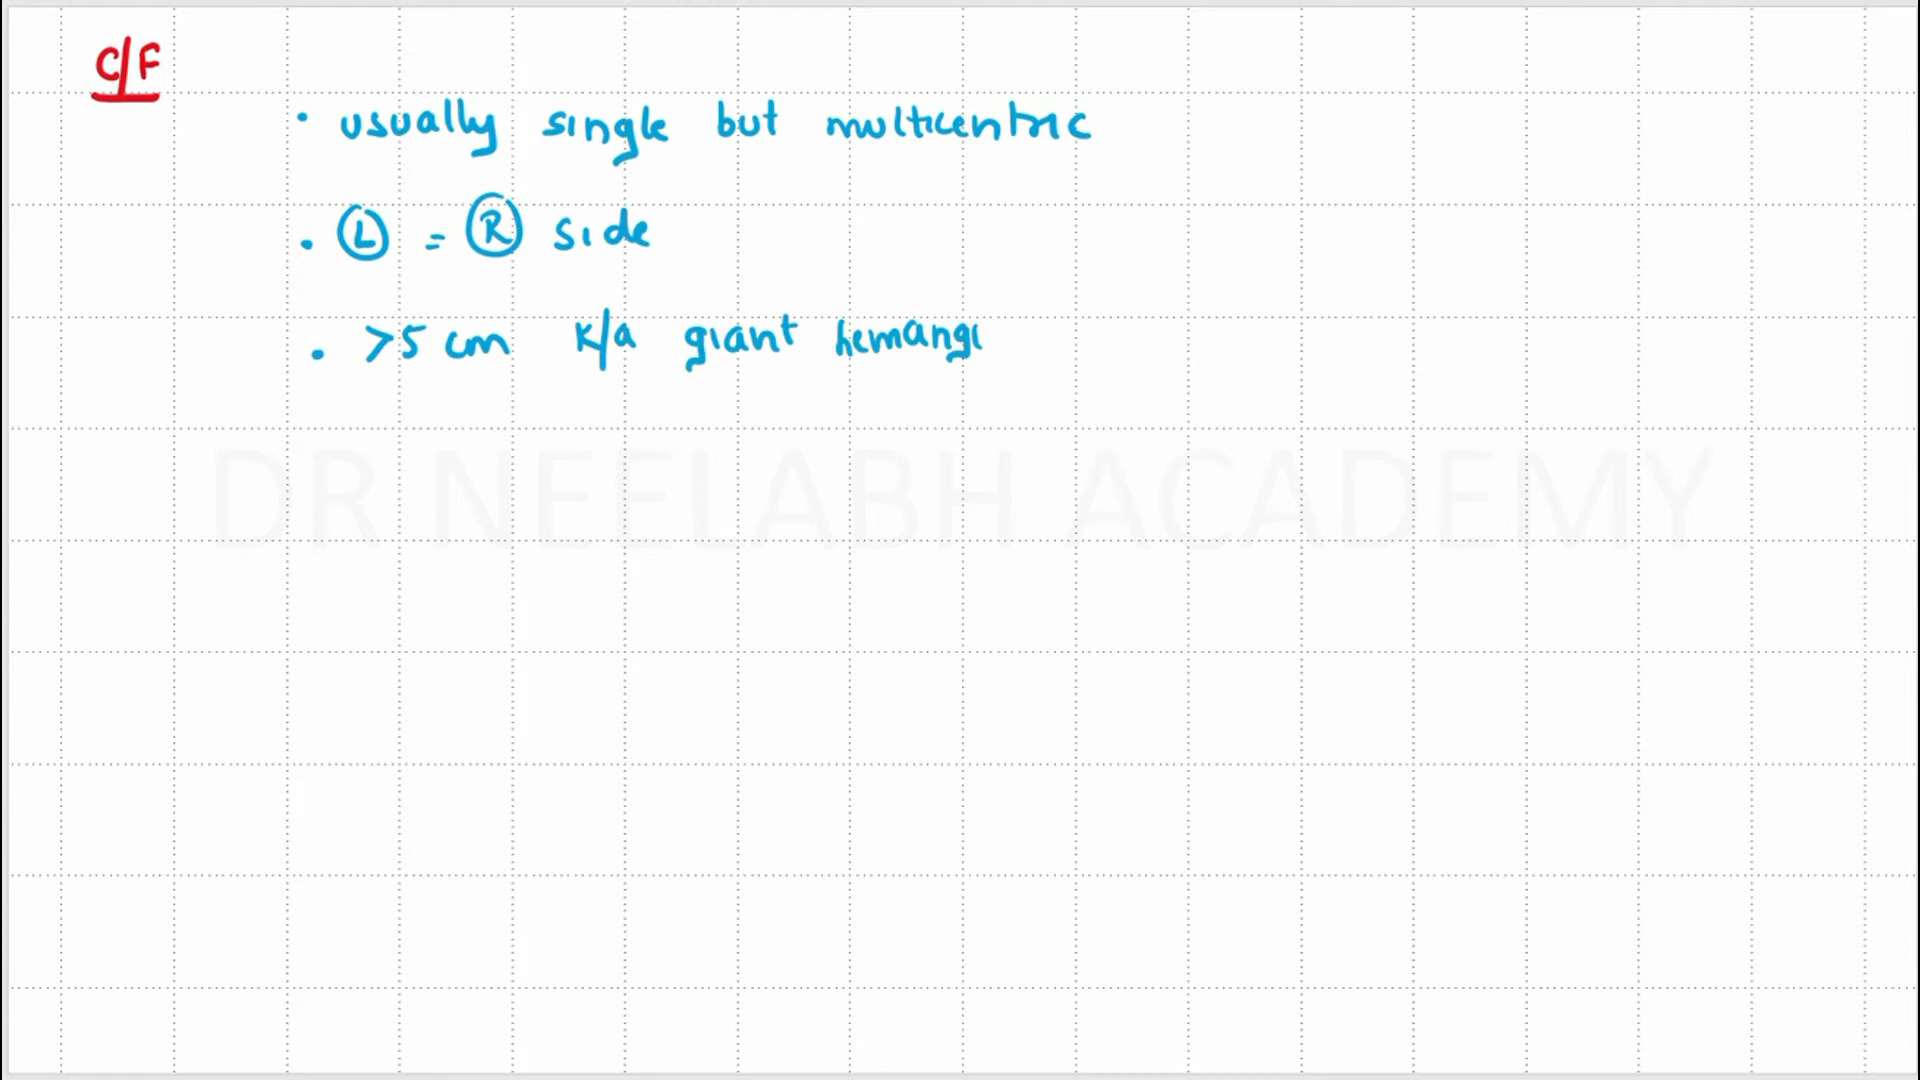 C/F
• usually single but multicentric
• Ⓛ = Ⓡ side
• >5 cm k/a giant hemangi
DR NEELABH ACADEMY